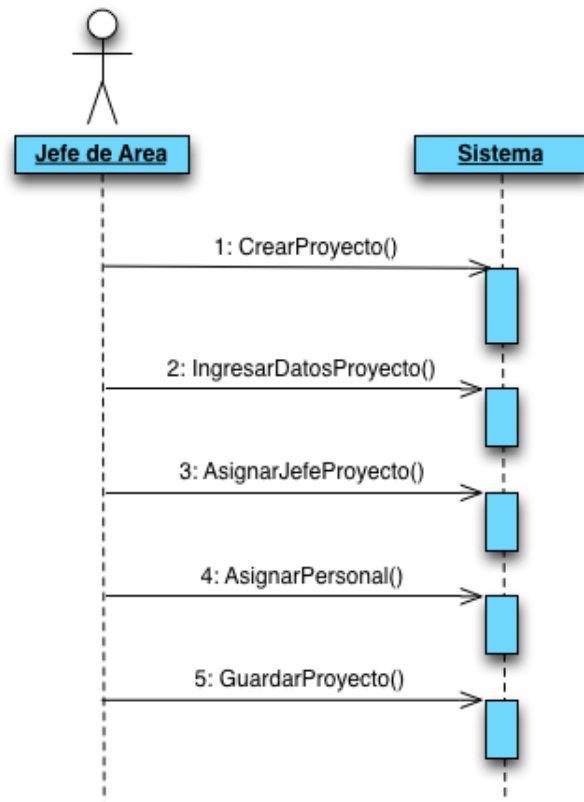 Jefe de Area
Sistema
1: CrearProyecto()
2: IngresarDatosProyecto()
3: AsignarJefeProyecto()
4: AsignarPersonal()
5: GuardarProyecto()